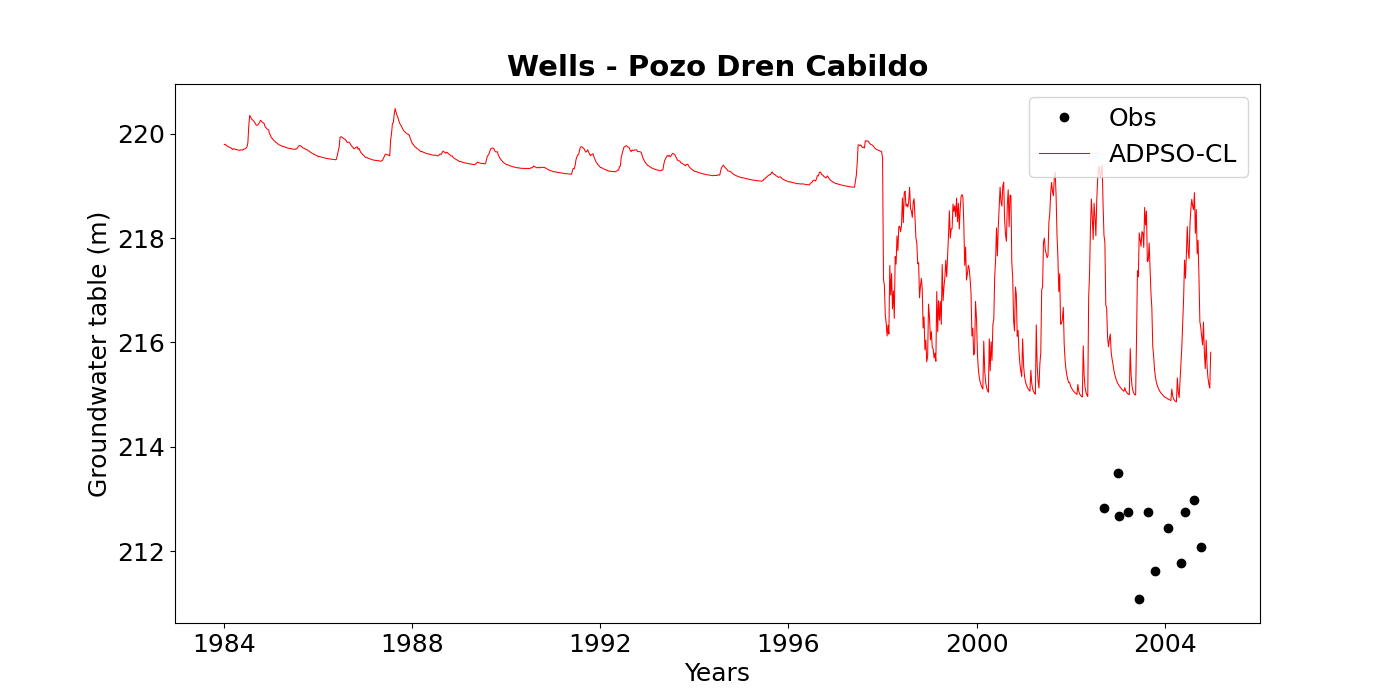 Wells - Pozo Dren Cabildo
Obs
ADPSO-CL
Groundwater table (m)
220
218
216
214
212
1984 1988 1992 1996 2000 2004
Years